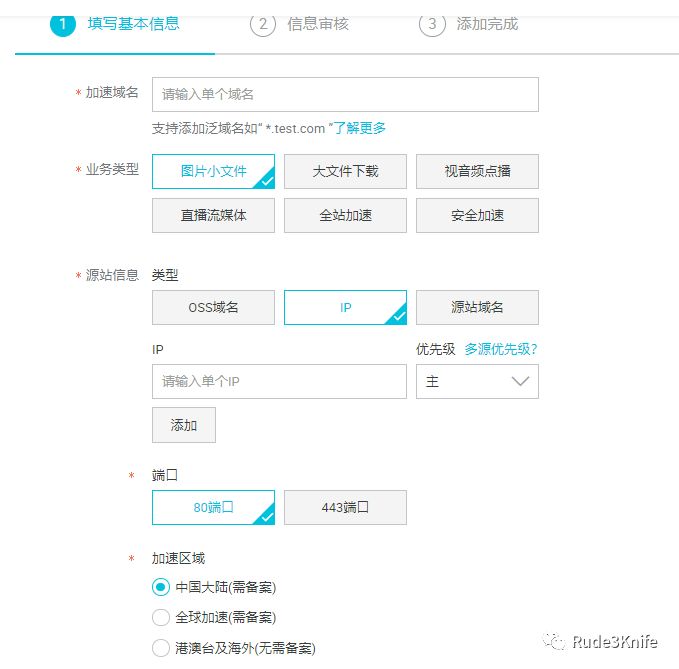 1 填写基本信息 2 信息审核 3 添加完成
* 加速域名 请输入单个域名
支持添加泛域名如“ *.test.com ”了解更多
* 业务类型 图片小文件 大文件下载 视音频点播
直播流媒体 全站加速 安全加速
* 源站信息 类型
OSS域名 IP 源站域名
IP 优先级 多源优先级?
请输入单个IP 主
添加
* 端口
80端口 443端口
* 加速区域
中国大陆(需备案)
全球加速(需备案)
港澳台及海外(无需备案)
Rude3Knife